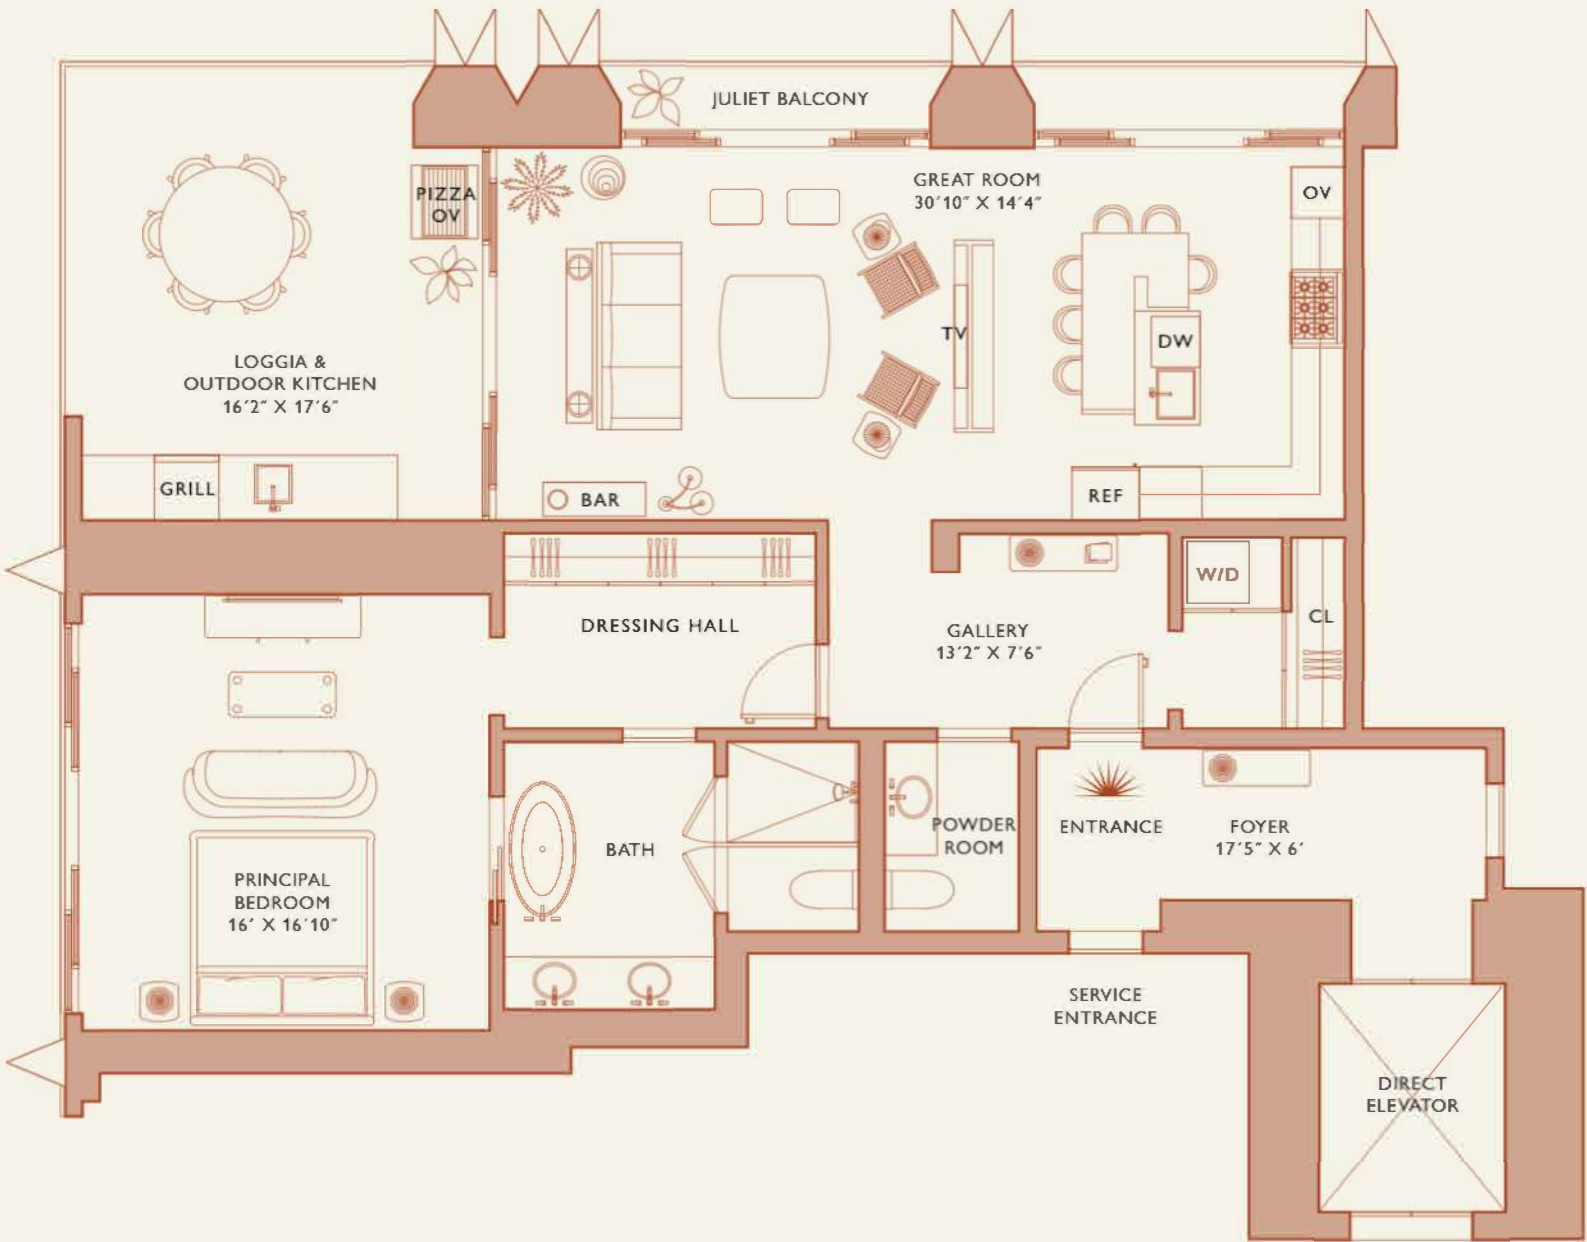 JULIET BALCONY
PIZZA
OV
GREAT ROOM
30'10" X 14'4"
OV
LOGGIA &
OUTDOOR KITCHEN
16'2" X 17'6"
TV
DW
GRILL
BAR
REF
DRESSING HALL
GALLERY
13'2" X 7'6"
W/D
CL
PRINCIPAL
BEDROOM
16' X 16'10"
BATH
POWDER
ROOM
ENTRANCE
FOYER
17'5" X 6'
SERVICE
ENTRANCE
DIRECT
ELEVATOR